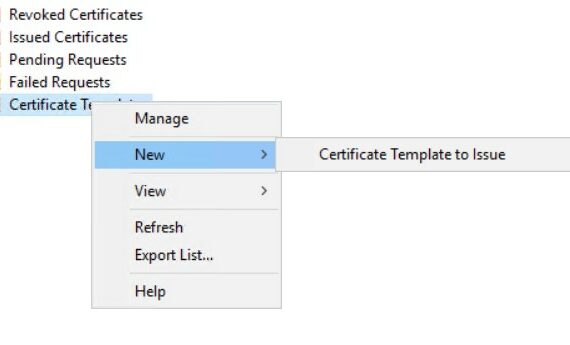 Revoked Certificates
Issued Certificates
Pending Requests
Failed Requests
Certificate
Manage
New > Certificate Template to Issue
View >
Refresh
Export List...
Help